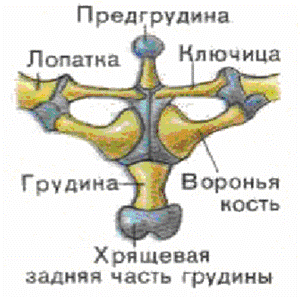 Предгрудина
Лопатка
Ключица
Грудина
Воронья
кость
Хрящевая
задняя часть грудины